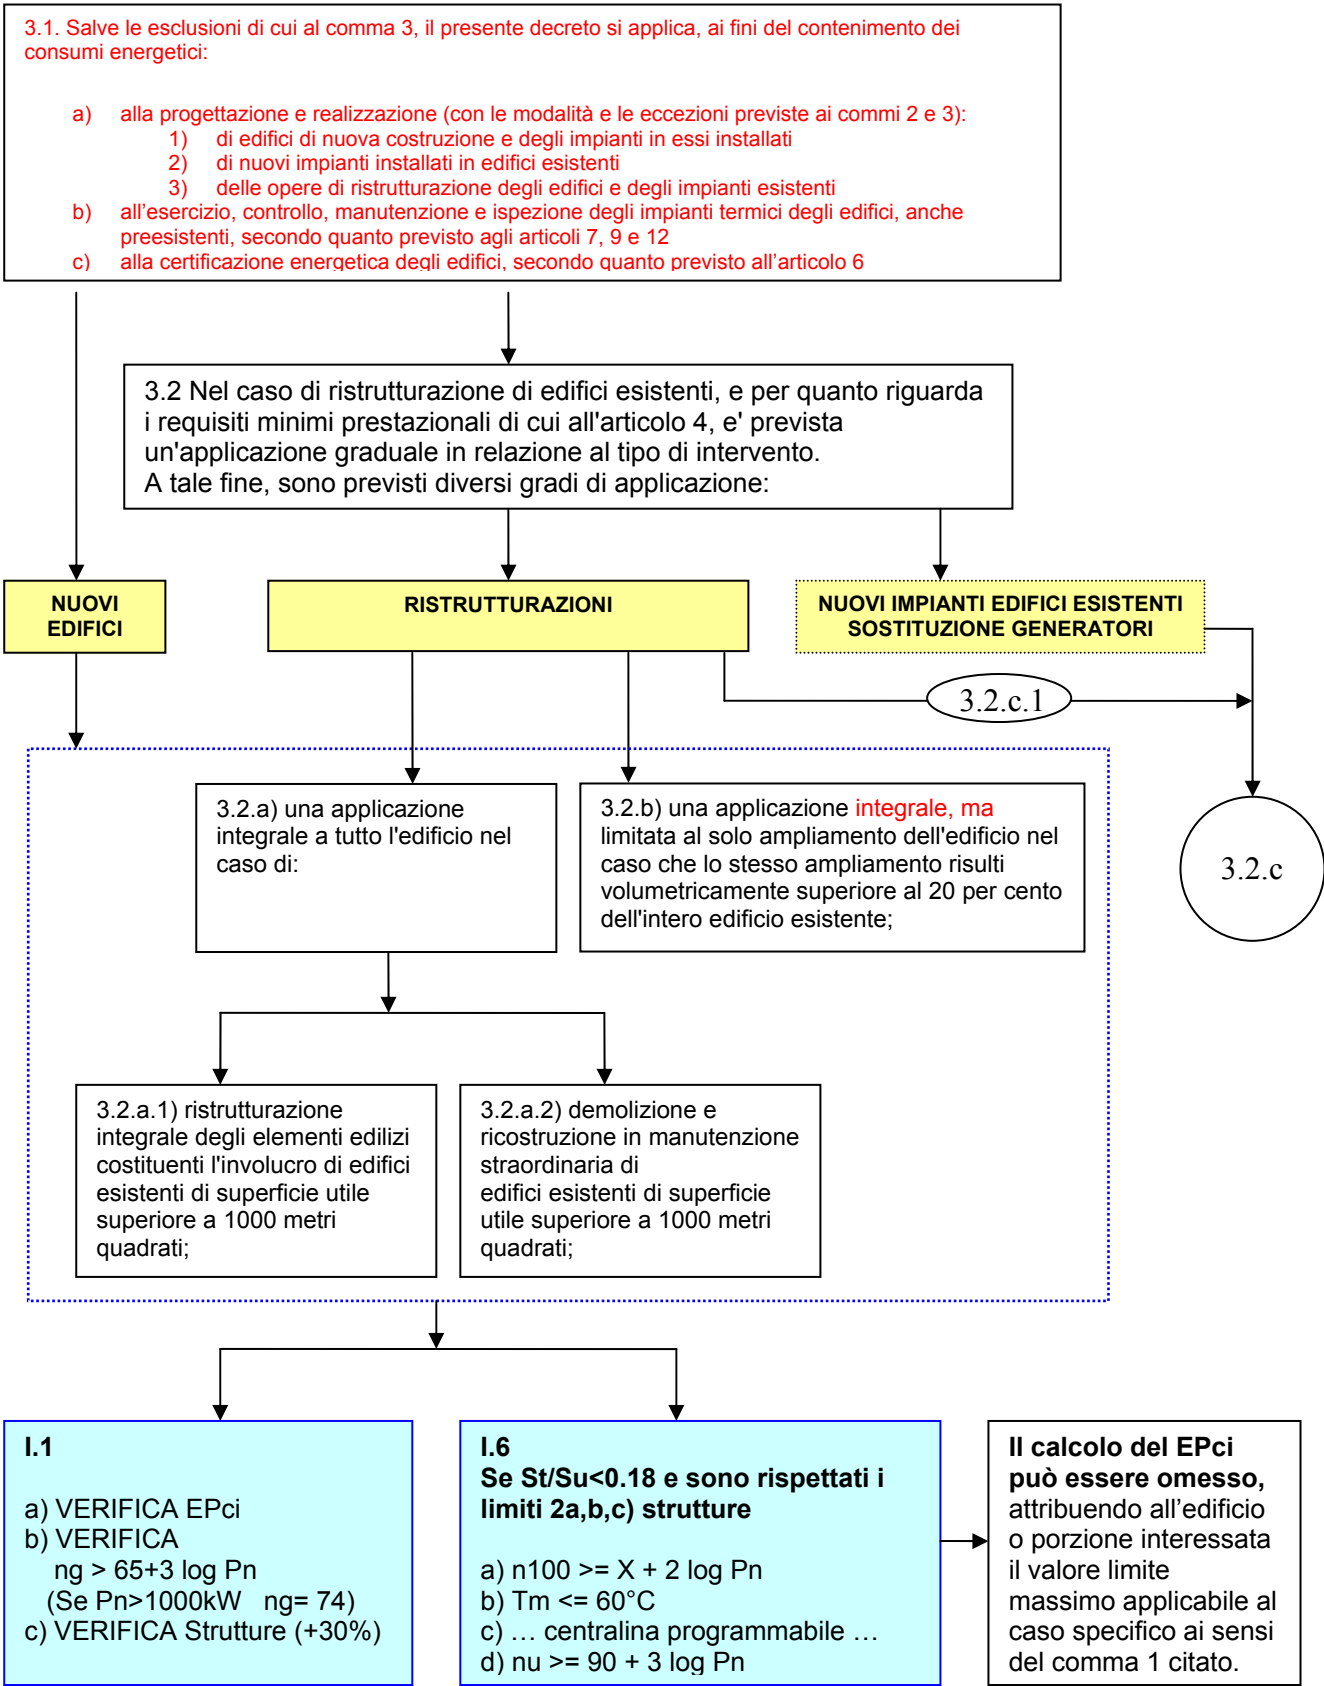 3.1. Salve le esclusioni di cui al comma 3, il presente decreto si applica, ai fini del contenimento dei
consumi energetici:
a) alla progettazione e realizzazione (con le modalità e le eccezioni previste ai commi 2 e 3):
1) di edifici di nuova costruzione e degli impianti in essi installati
2) di nuovi impianti installati in edifici esistenti
3) delle opere di ristrutturazione degli edifici e degli impianti esistenti
b) all’esercizio, controllo, manutenzione e ispezione degli impianti termici degli edifici, anche
preesistenti, secondo quanto previsto agli articoli 7, 9 e 12
c) alla certificazione energetica degli edifici, secondo quanto previsto all’articolo 6
3.2 Nel caso di ristrutturazione di edifici esistenti, e per quanto riguarda
i requisiti minimi prestazionali di cui all'articolo 4, e' prevista
un'applicazione graduale in relazione al tipo di intervento.
A tale fine, sono previsti diversi gradi di applicazione:
NUOVI
EDIFICI
RISTRUTTURAZIONI
NUOVI IMPIANTI EDIFICI ESISTENTI
SOSTITUZIONE GENERATORI
3.2.c.1
3.2.a) una applicazione
integrale a tutto l'edificio nel
caso di:
3.2.b) una applicazione integrale, ma
limitata al solo ampliamento dell'edificio nel
caso che lo stesso ampliamento risulti
volumetricamente superiore al 20 per cento
dell'intero edificio esistente;
3.2.c
3.2.a.1) ristrutturazione
integrale degli elementi edilizi
costituenti l'involucro di edifici
esistenti di superficie utile
superiore a 1000 metri
quadrati;
3.2.a.2) demolizione e
ricostruzione in manutenzione
straordinaria di
edifici esistenti di superficie
utile superiore a 1000 metri
quadrati;
I.1
a) VERIFICA EPci
b) VERIFICA
ng > 65+3 log Pn
(Se Pn>1000kW ng= 74)
c) VERIFICA Strutture (+30%)
I.6
Se St/Su<0.18 e sono rispettati i
limiti 2a,b,c) strutture
a) n100 >= X + 2 log Pn
b) Tm <= 60°C
c) … centralina programmabile …
d) nu >= 90 + 3 log Pn
Il calcolo del EPci
può essere omesso,
attribuendo all’edificio
o porzione interessata
il valore limite
massimo applicabile al
caso specifico ai sensi
del comma 1 citato.